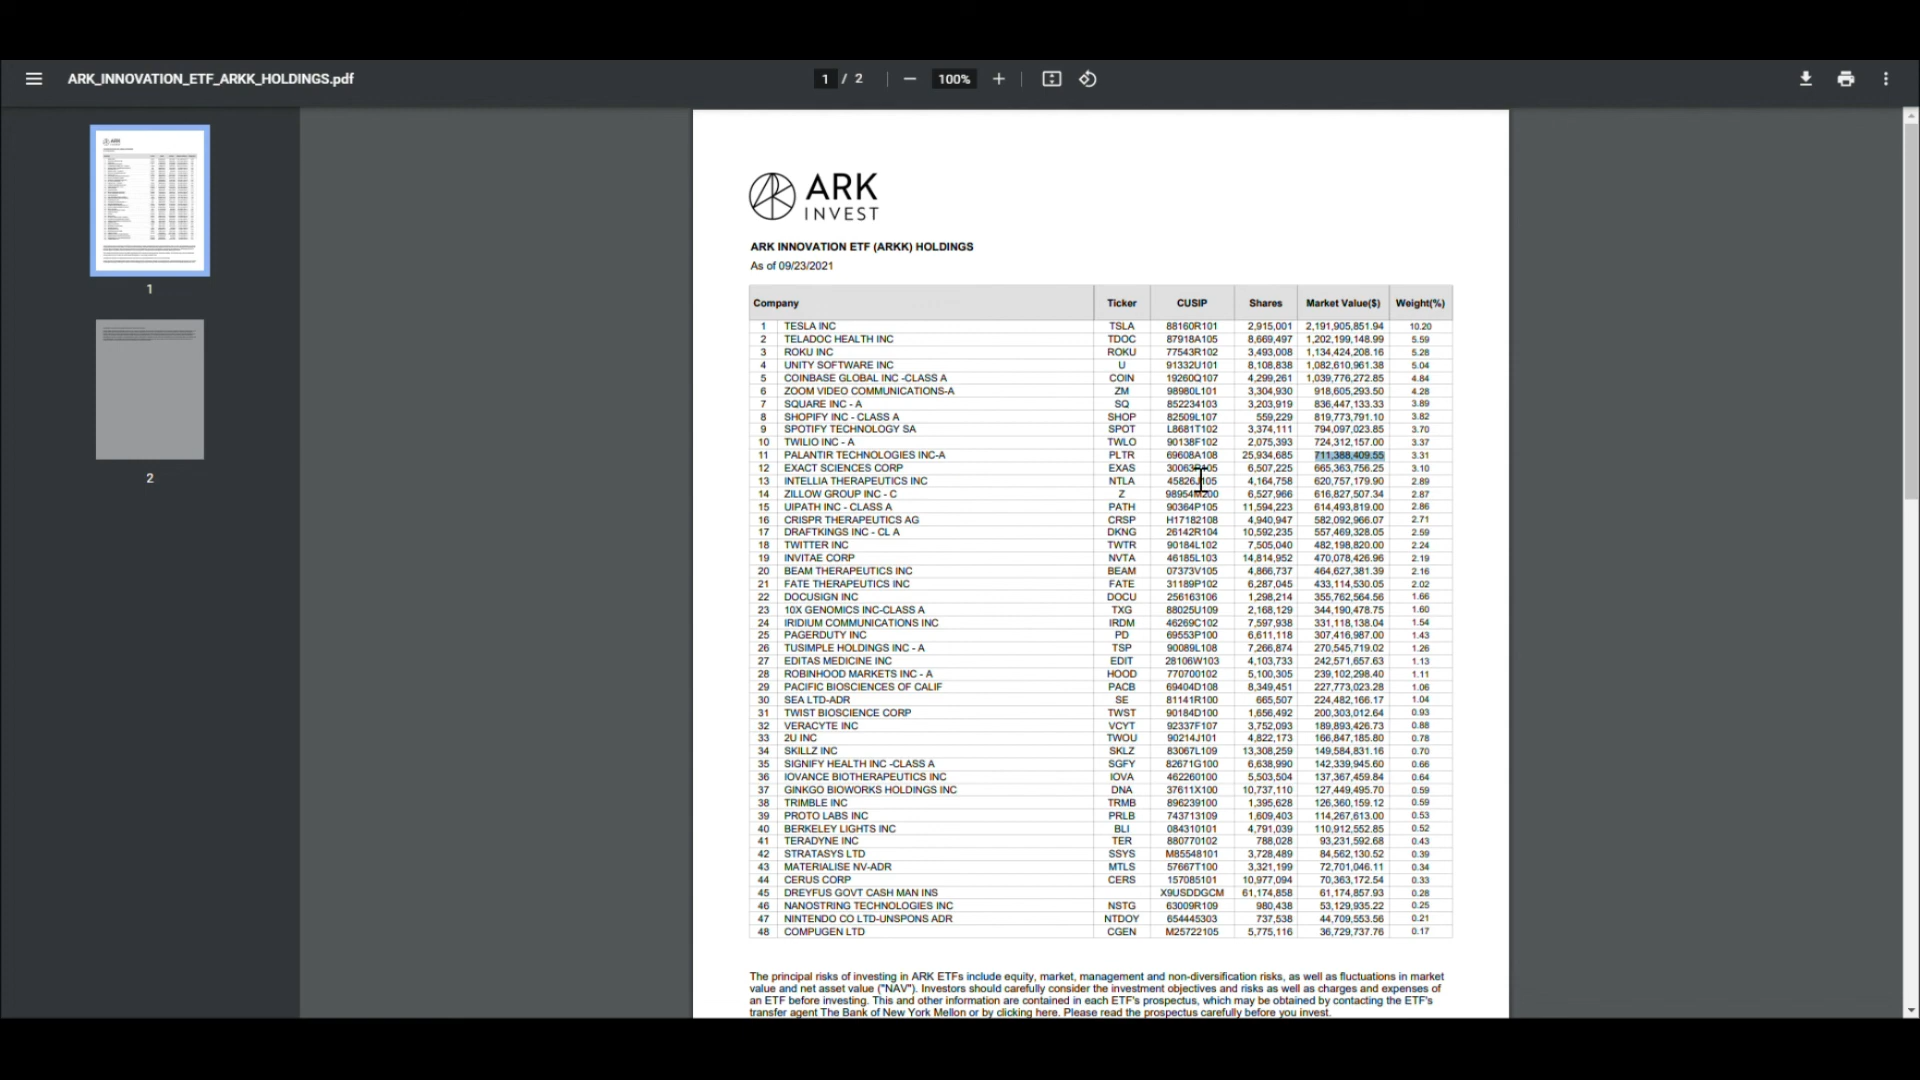 ARK_INNOVATION_ETF_ARKK_HOLDINGS.pdf 1 / 2 100%
1
2
ARK
INVEST
ARK INNOVATION ETF (ARKK) HOLDINGS
As of 09/23/2021
Company Ticker CUSIP Shares Market Value($) Weight(%)
1 TESLA INC TSLA 88160R101 2,915,001 2,191,905,851.94 10.20
2 TELADOC HEALTH INC TDOC 87918A105 8,669,497 1,202,199,148.99 5.59
3 ROKU INC ROKU 77543R102 3,493,008 1,134,424,208.16 5.28
4 UNITY SOFTWARE INC U 91332U101 8,108,838 1,082,610,961.38 5.04
5 COINBASE GLOBAL INC -CLASS A COIN 19260Q107 4,299,261 1,039,776,272.85 4.84
6 ZOOM VIDEO COMMUNICATIONS-A ZM 98980L101 3,304,930 918,605,293.50 4.28
7 SQUARE INC - A SQ 852234103 3,203,919 836,447,133.33 3.89
8 SHOPIFY INC - CLASS A SHOP 82509L107 559,229 819,773,791.10 3.82
9 SPOTIFY TECHNOLOGY SA SPOT L8681T102 3,374,111 794,097,023.85 3.70
10 TWILIO INC - A TWLO 90138F102 2,075,393 724,312,157.00 3.37
11 PALANTIR TECHNOLOGIES INC-A PLTR 69608A108 25,934,685 711,388,409.55 3.31
12 EXACT SCIENCES CORP EXAS 30063P105 6,507,225 665,363,756.25 3.10
13 INTELLIA THERAPEUTICS INC NTLA 45826J105 4,164,758 620,757,179.90 2.89
14 ZILLOW GROUP INC - C Z 98954M200 6,527,966 616,827,507.34 2.87
15 UIPATH INC - CLASS A PATH 90364P105 11,594,223 614,493,819.00 2.86
16 CRISPR THERAPEUTICS AG CRSP H17182108 4,940,947 582,092,966.07 2.71
17 DRAFTKINGS INC - CL A DKNG 26142R104 10,592,235 557,469,328.05 2.59
18 TWITTER INC TWTR 90184L102 7,505,040 482,198,820.00 2.24
19 INVITAE CORP NVTA 46185L103 14,814,952 470,078,426.96 2.19
20 BEAM THERAPEUTICS INC BEAM 07373V105 4,866,737 464,627,381.39 2.16
21 FATE THERAPEUTICS INC FATE 31189P102 6,287,045 433,114,530.05 2.02
22 DOCUSIGN INC DOCU 256163106 1,298,214 355,762,564.56 1.66
23 10X GENOMICS INC-CLASS A TXG 88025U109 2,168,129 344,190,478.75 1.60
24 IRIDIUM COMMUNICATIONS INC IRDM 46269C102 7,597,938 331,118,138.04 1.54
25 PAGERDUTY INC PD 69553P100 6,611,118 307,416,987.00 1.43
26 TUSIMPLE HOLDINGS INC - A TSP 90089L108 7,266,874 270,545,719.02 1.26
27 EDITAS MEDICINE INC EDIT 28106W103 4,103,733 242,571,657.63 1.13
28 ROBINHOOD MARKETS INC - A HOOD 770700102 5,100,305 239,102,298.40 1.11
29 PACIFIC BIOSCIENCES OF CALIF PACB 69404D108 8,349,451 227,773,023.28 1.06
30 SEA LTD-ADR SE 81141R100 665,507 224,482,166.17 1.04
31 TWIST BIOSCIENCE CORP TWST 90184D100 1,656,492 200,303,012.64 0.93
32 VERACYTE INC VCYT 92337F107 3,752,093 189,893,426.73 0.88
33 2U INC TWOU 90214J101 4,822,173 166,847,185.80 0.78
34 SKILLZ INC SKLZ 83067L109 13,308,259 149,584,831.16 0.70
35 SIGNIFY HEALTH INC -CLASS A SGFY 82671G100 6,638,990 142,339,945.60 0.66
36 IOVANCE BIOTHERAPEUTICS INC IOVA 462260100 5,503,504 137,367,459.84 0.64
37 GINKGO BIOWORKS HOLDINGS INC DNA 37611X100 10,737,110 127,449,495.70 0.59
38 TRIMBLE INC TRMB 896239100 1,395,628 126,360,159.12 0.59
39 PROTO LABS INC PRLB 743713109 1,609,403 114,267,613.00 0.53
40 BERKELEY LIGHTS INC BLI 084310101 4,791,039 110,912,552.85 0.52
41 TERADYNE INC TER 880770102 788,028 93,231,592.68 0.43
42 STRATASYS LTD SSYS M85548101 3,728,489 84,562,130.52 0.39
43 MATERIALISE NV-ADR MTLS 57667T100 3,321,199 72,701,046.11 0.34
44 CERUS CORP CERS 157085101 10,977,094 70,363,172.54 0.33
45 DREYFUS GOVT CASH MAN INS X9USDDGCM 61,174,858 61,174,857.93 0.28
46 NANOSTRING TECHNOLOGIES INC NSTG 63009R109 980,438 53,129,935.22 0.25
47 NINTENDO CO LTD-UNSPONS ADR NTDOY 654445303 737,538 44,709,553.56 0.21
48 COMPUGEN LTD CGEN M25722105 5,775,116 36,729,737.76 0.17
The principal risks of investing in ARK ETFs include equity, market, management and non-diversification risks, as well as fluctuations in market
value and net asset value ("NAV"). Investors should carefully consider the investment objectives and risks as well as charges and expenses of
an ETF before investing. This and other information are contained in each ETF's prospectus, which may be obtained by contacting the ETF's
transfer agent The Bank of New York Mellon or by clicking here. Please read the prospectus carefully before you invest.